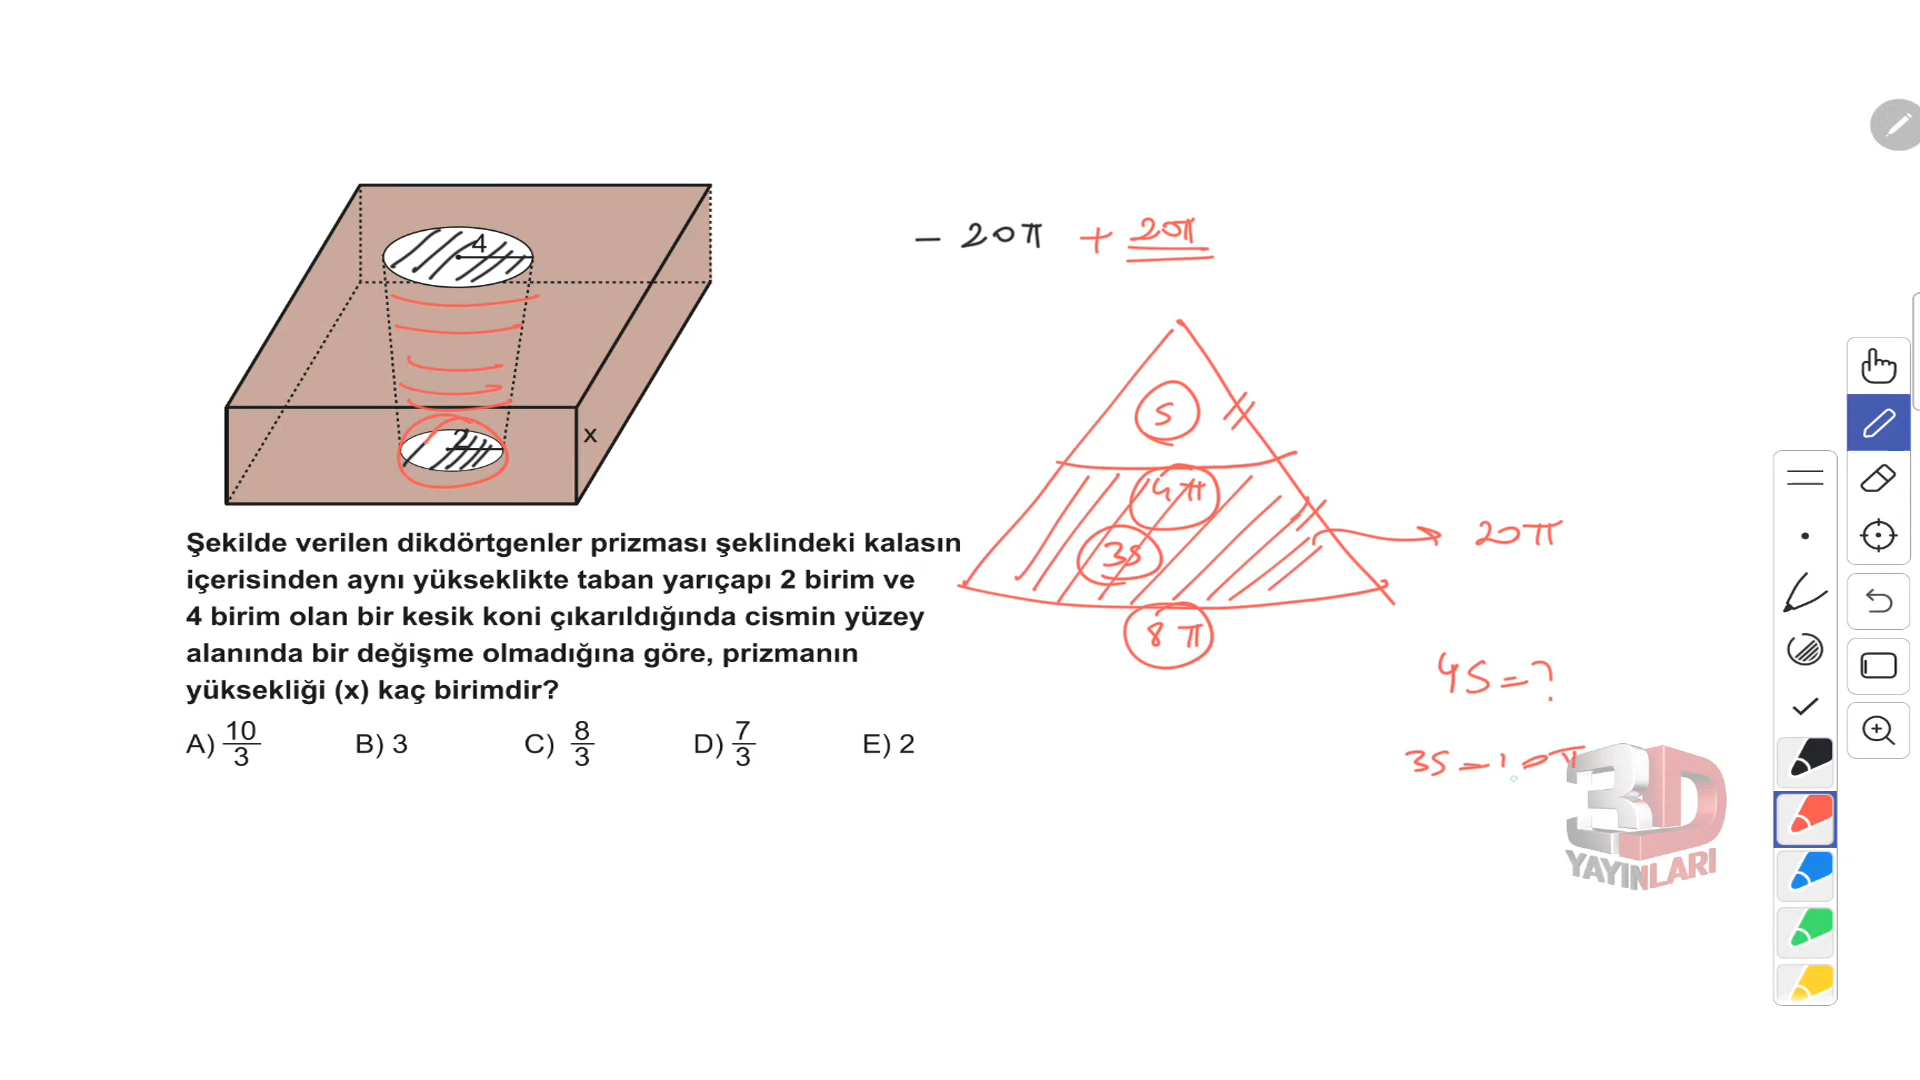 4
2
x
- 20π + 20π
S
4π
3S
8π
20π
4S = ?
3S = 20π
Şekilde verilen dikdörtgenler prizması şeklindeki kalasın
içerisinden aynı yükseklikte taban yarıçapı 2 birim ve
4 birim olan bir kesik koni çıkarıldığında cismin yüzey
alanında bir değişme olmadığına göre, prizmanın
yüksekliği (x) kaç birimdir?
A) 10/3 B) 3 C) 8/3 D) 7/3 E) 2
3D
YAYINLARI